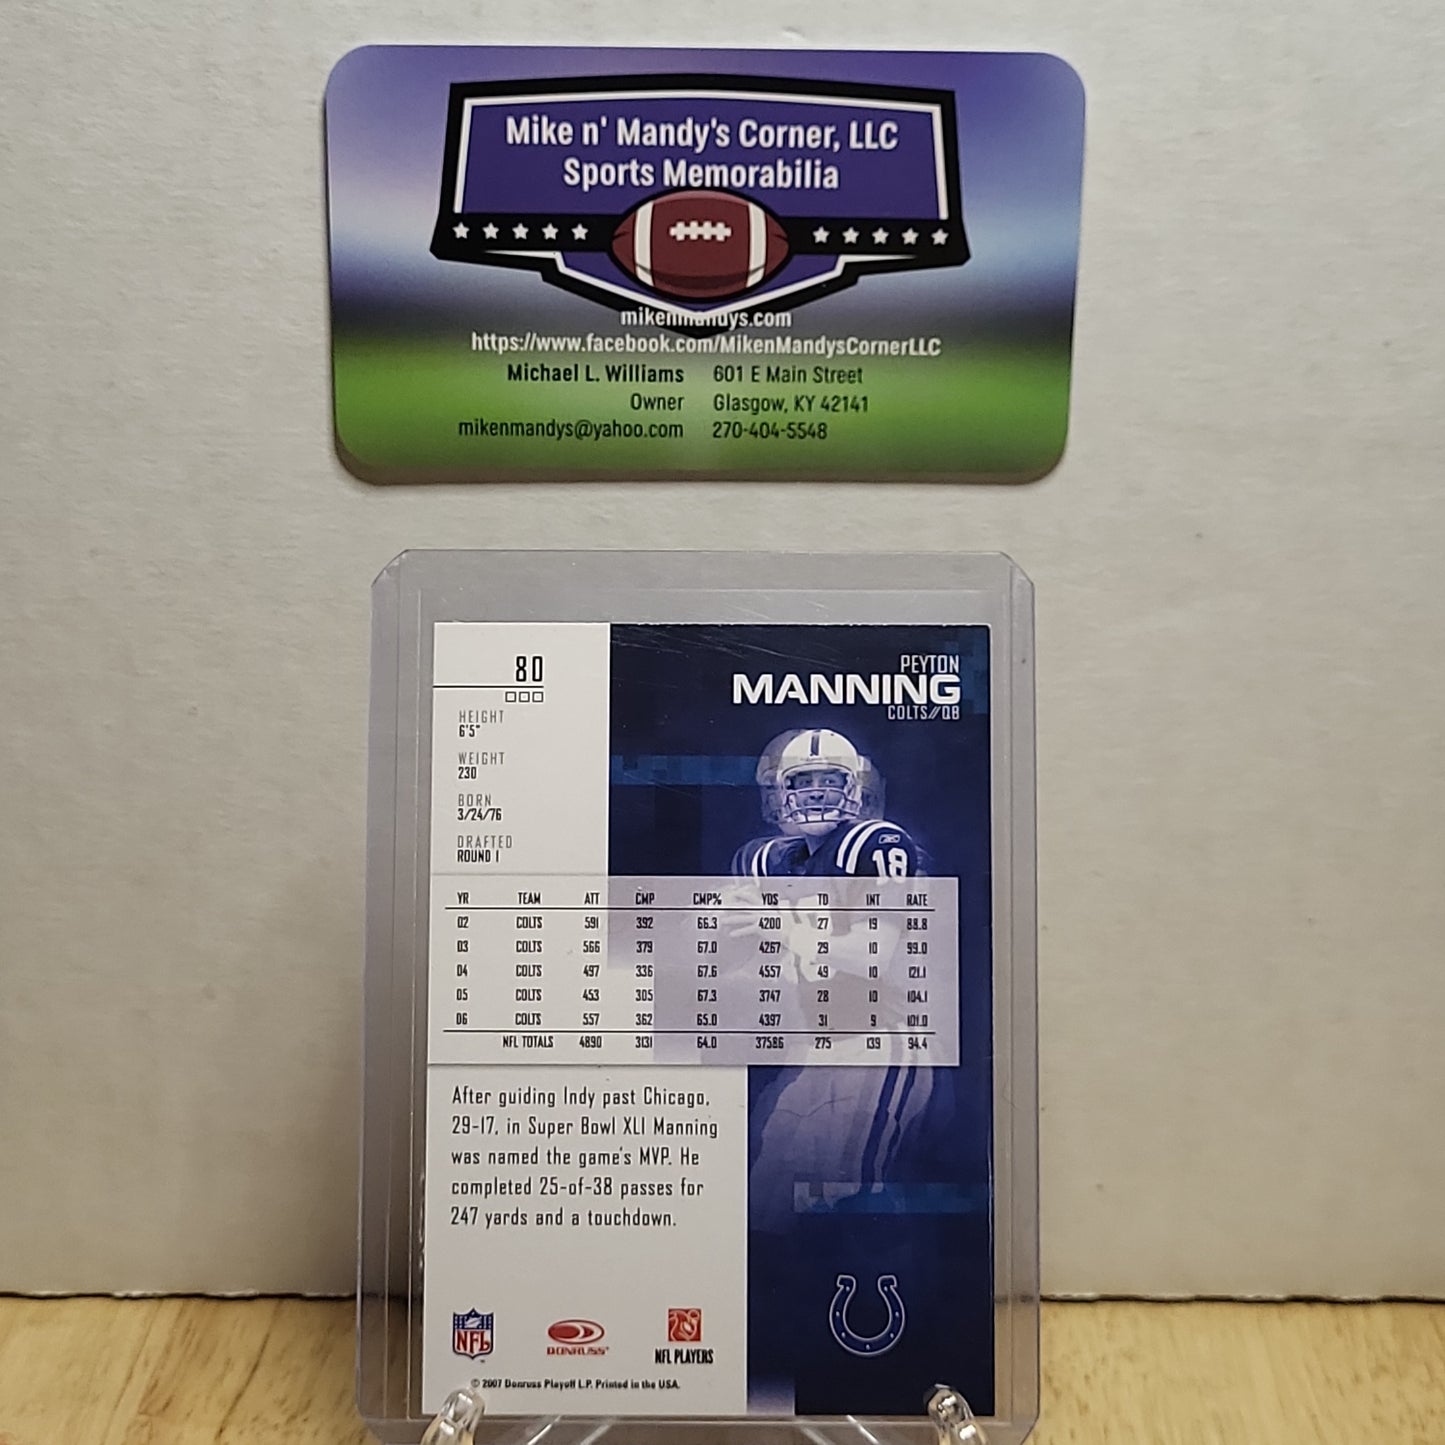 Mike n' Mandy's Corner, LLC
Sports Memorabilia
mikenmandys.com
https://www.facebook.com/MikenMandysCornerLLC
Michael L. Williams 601 E Main Street
Owner Glasgow, KY 42141
mikenmandys@yahoo.com 270-404-5548
80
PEYTON
MANNING
COLTS//QB
HEIGHT
6'5"
WEIGHT
230
BORN
3/24/76
DRAFTED
ROUND 1
18
YR TEAM ATT CMP CMP% YDS TD INT RATE
02 COLTS 591 392 66.3 4200 27 19 88.8
03 COLTS 566 379 67.0 4267 29 10 99.0
04 COLTS 497 336 67.6 4557 49 10 121.1
05 COLTS 453 305 67.3 3747 28 10 104.1
06 COLTS 557 362 65.0 4397 31 9 101.0
NFL TOTALS 4890 3131 64.0 37586 275 139 94.4
After guiding Indy past Chicago,
29-17, in Super Bowl XLI Manning
was named the game's MVP. He
completed 25-of-38 passes for
247 yards and a touchdown.
NFL
DONRUSS
NFL PLAYERS
© 2007 Donruss Playoff L.P. Printed in the USA.